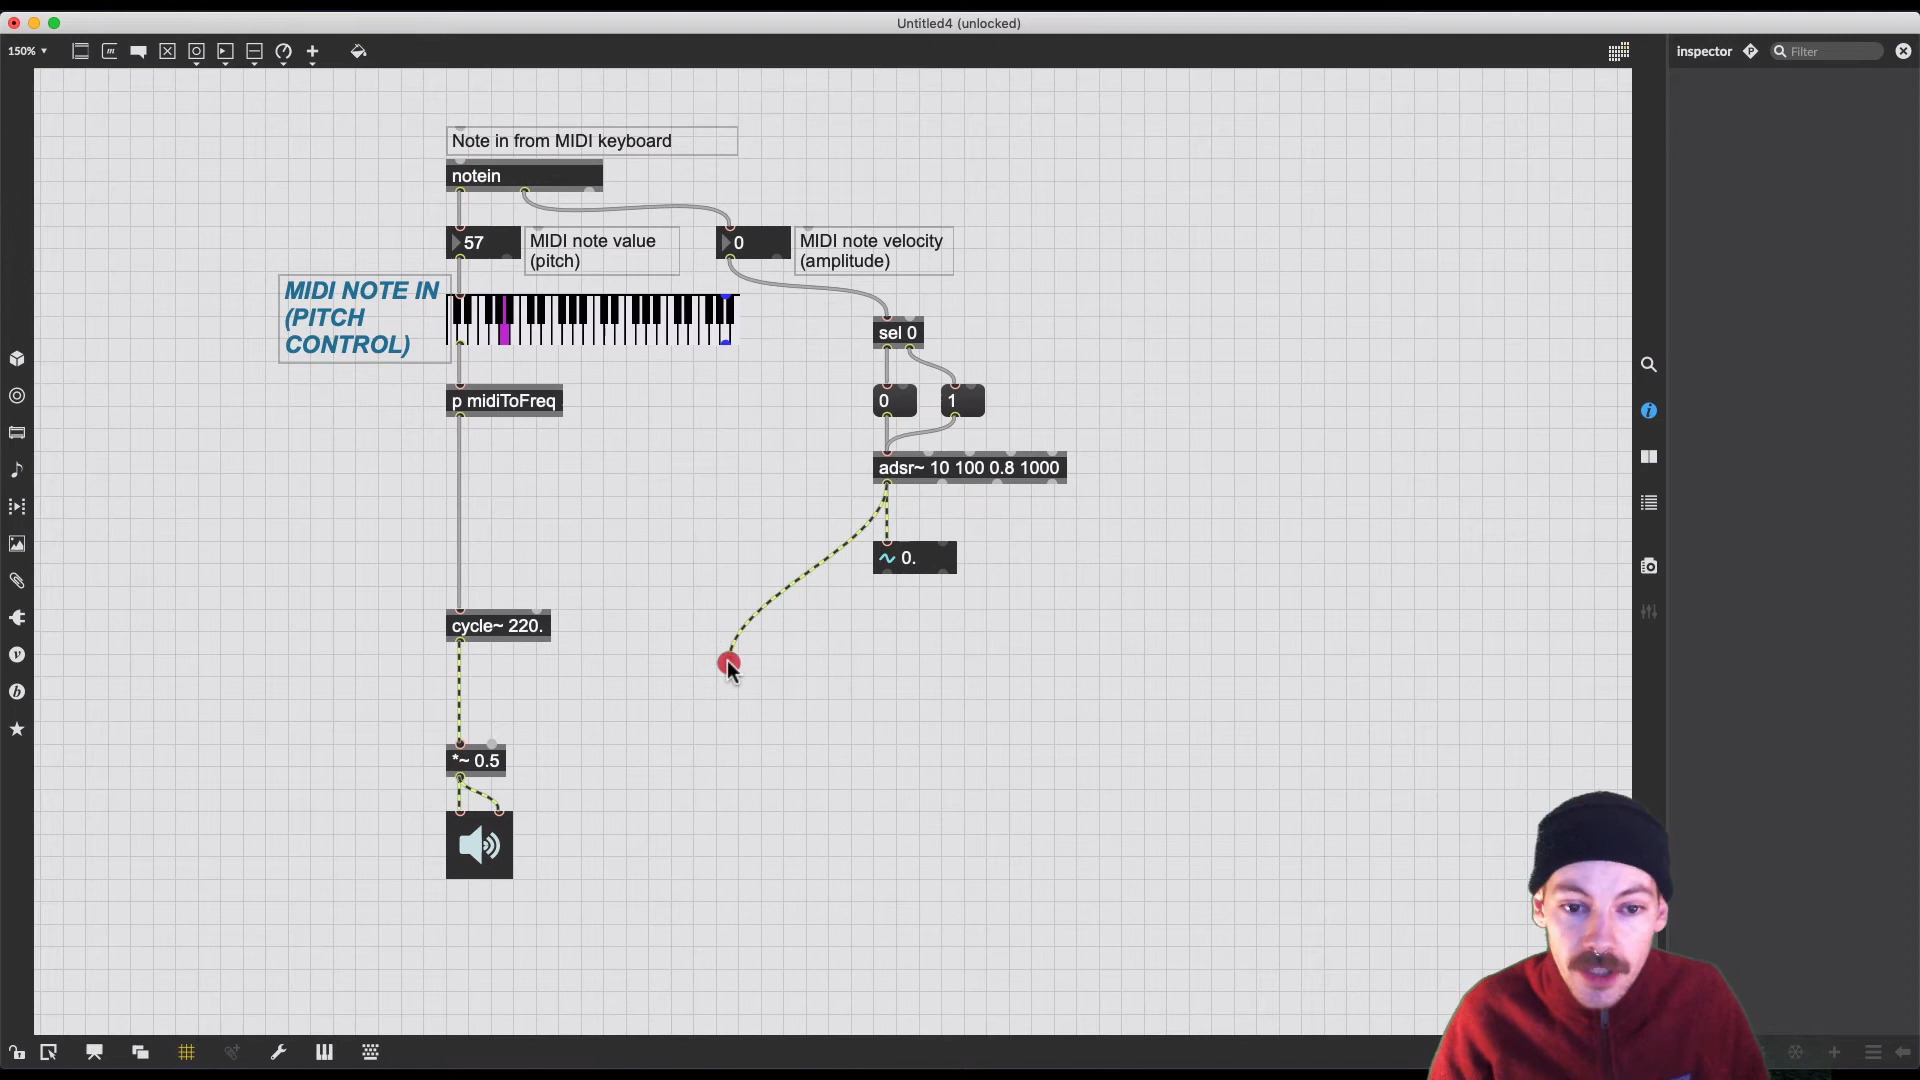 Untitled4 (unlocked)
150%
inspector
Filter
Note in from MIDI keyboard
notein
57
MIDI note value
(pitch)
0
MIDI note velocity
(amplitude)
MIDI NOTE IN
(PITCH
CONTROL)
sel 0
p midiToFreq
0
1
adsr~ 10 100 0.8 1000
0.
cycle~ 220.
*~ 0.5